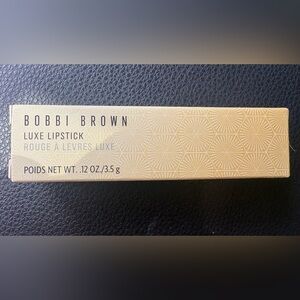 BOBBI BROWN
LUXE LIPSTICK
ROUGE À LÈVRES LUXE
POIDS NET WT. .12 OZ./3.5 g